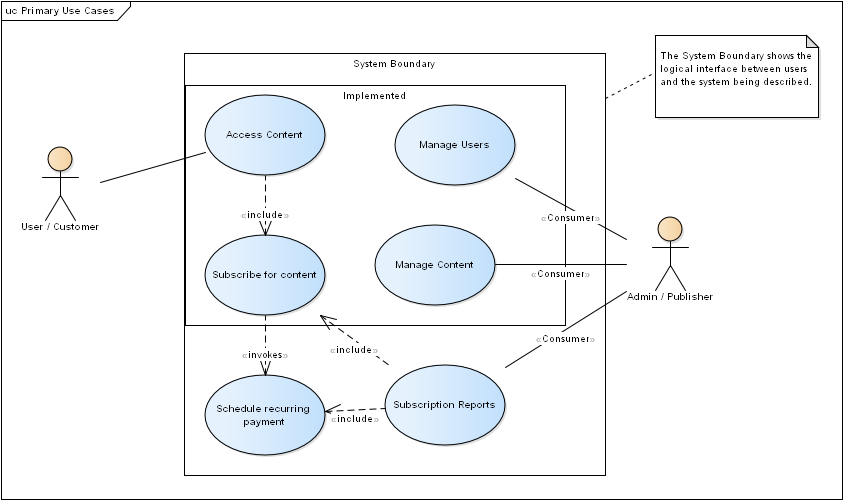 uc Primary Use Cases
System Boundary
The System Boundary shows the
logical interface between users
and the system being described.
Implemented
Access Content
Manage Users
«include»
«Consumer»
User / Customer
Subscribe for content
Manage Content
«Consumer»
Admin / Publisher
«invokes»
«include»
«Consumer»
Schedule recurring
payment
Subscription Reports
«include»